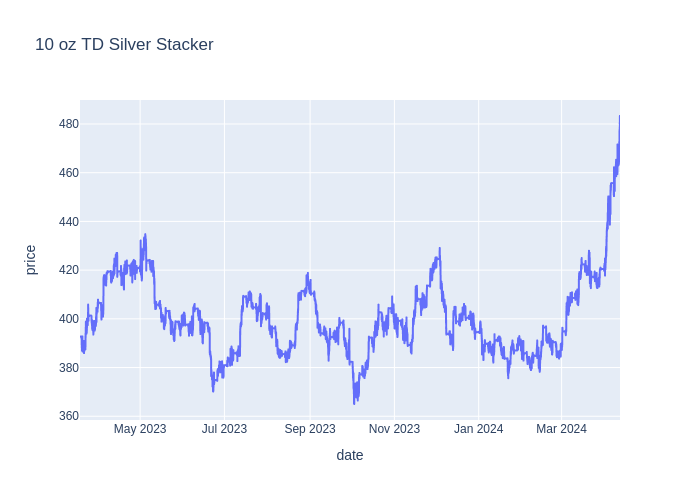 10 oz TD Silver Stacker
480
460
440
420
400
380
360
price
May 2023
Jul 2023
Sep 2023
Nov 2023
Jan 2024
Mar 2024
date